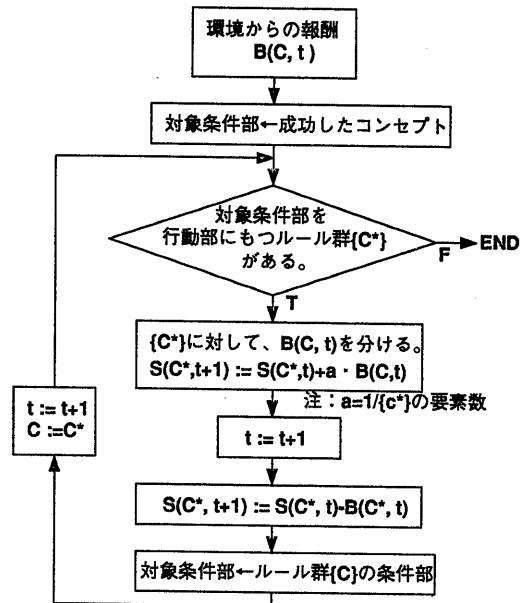 環境からの報酬
B(C, t )
対象条件部←成功したコンセプト
対象条件部を
行動部にもつルール群{C*}
がある。
F
END
T
{C*}に対して、B(C, t)を分ける。
S(C*,t+1) := S(C*,t)+a・B(C,t)
注：a=1/{c*}の要素数
t := t+1
C :=C*
t := t+1
S(C*, t+1) := S(C*, t)-B(C*, t)
対象条件部←ルール群{C}の条件部